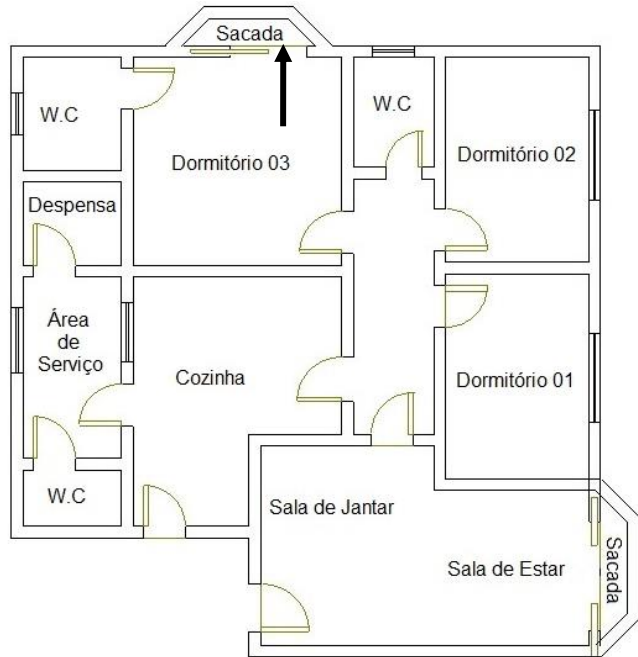 Sacada
W.C
W.C
Dormitório 03
Dormitório 02
Despensa
Área
de
Serviço
Cozinha
Dormitório 01
W.C
Sala de Jantar
Sala de Estar
Sacada